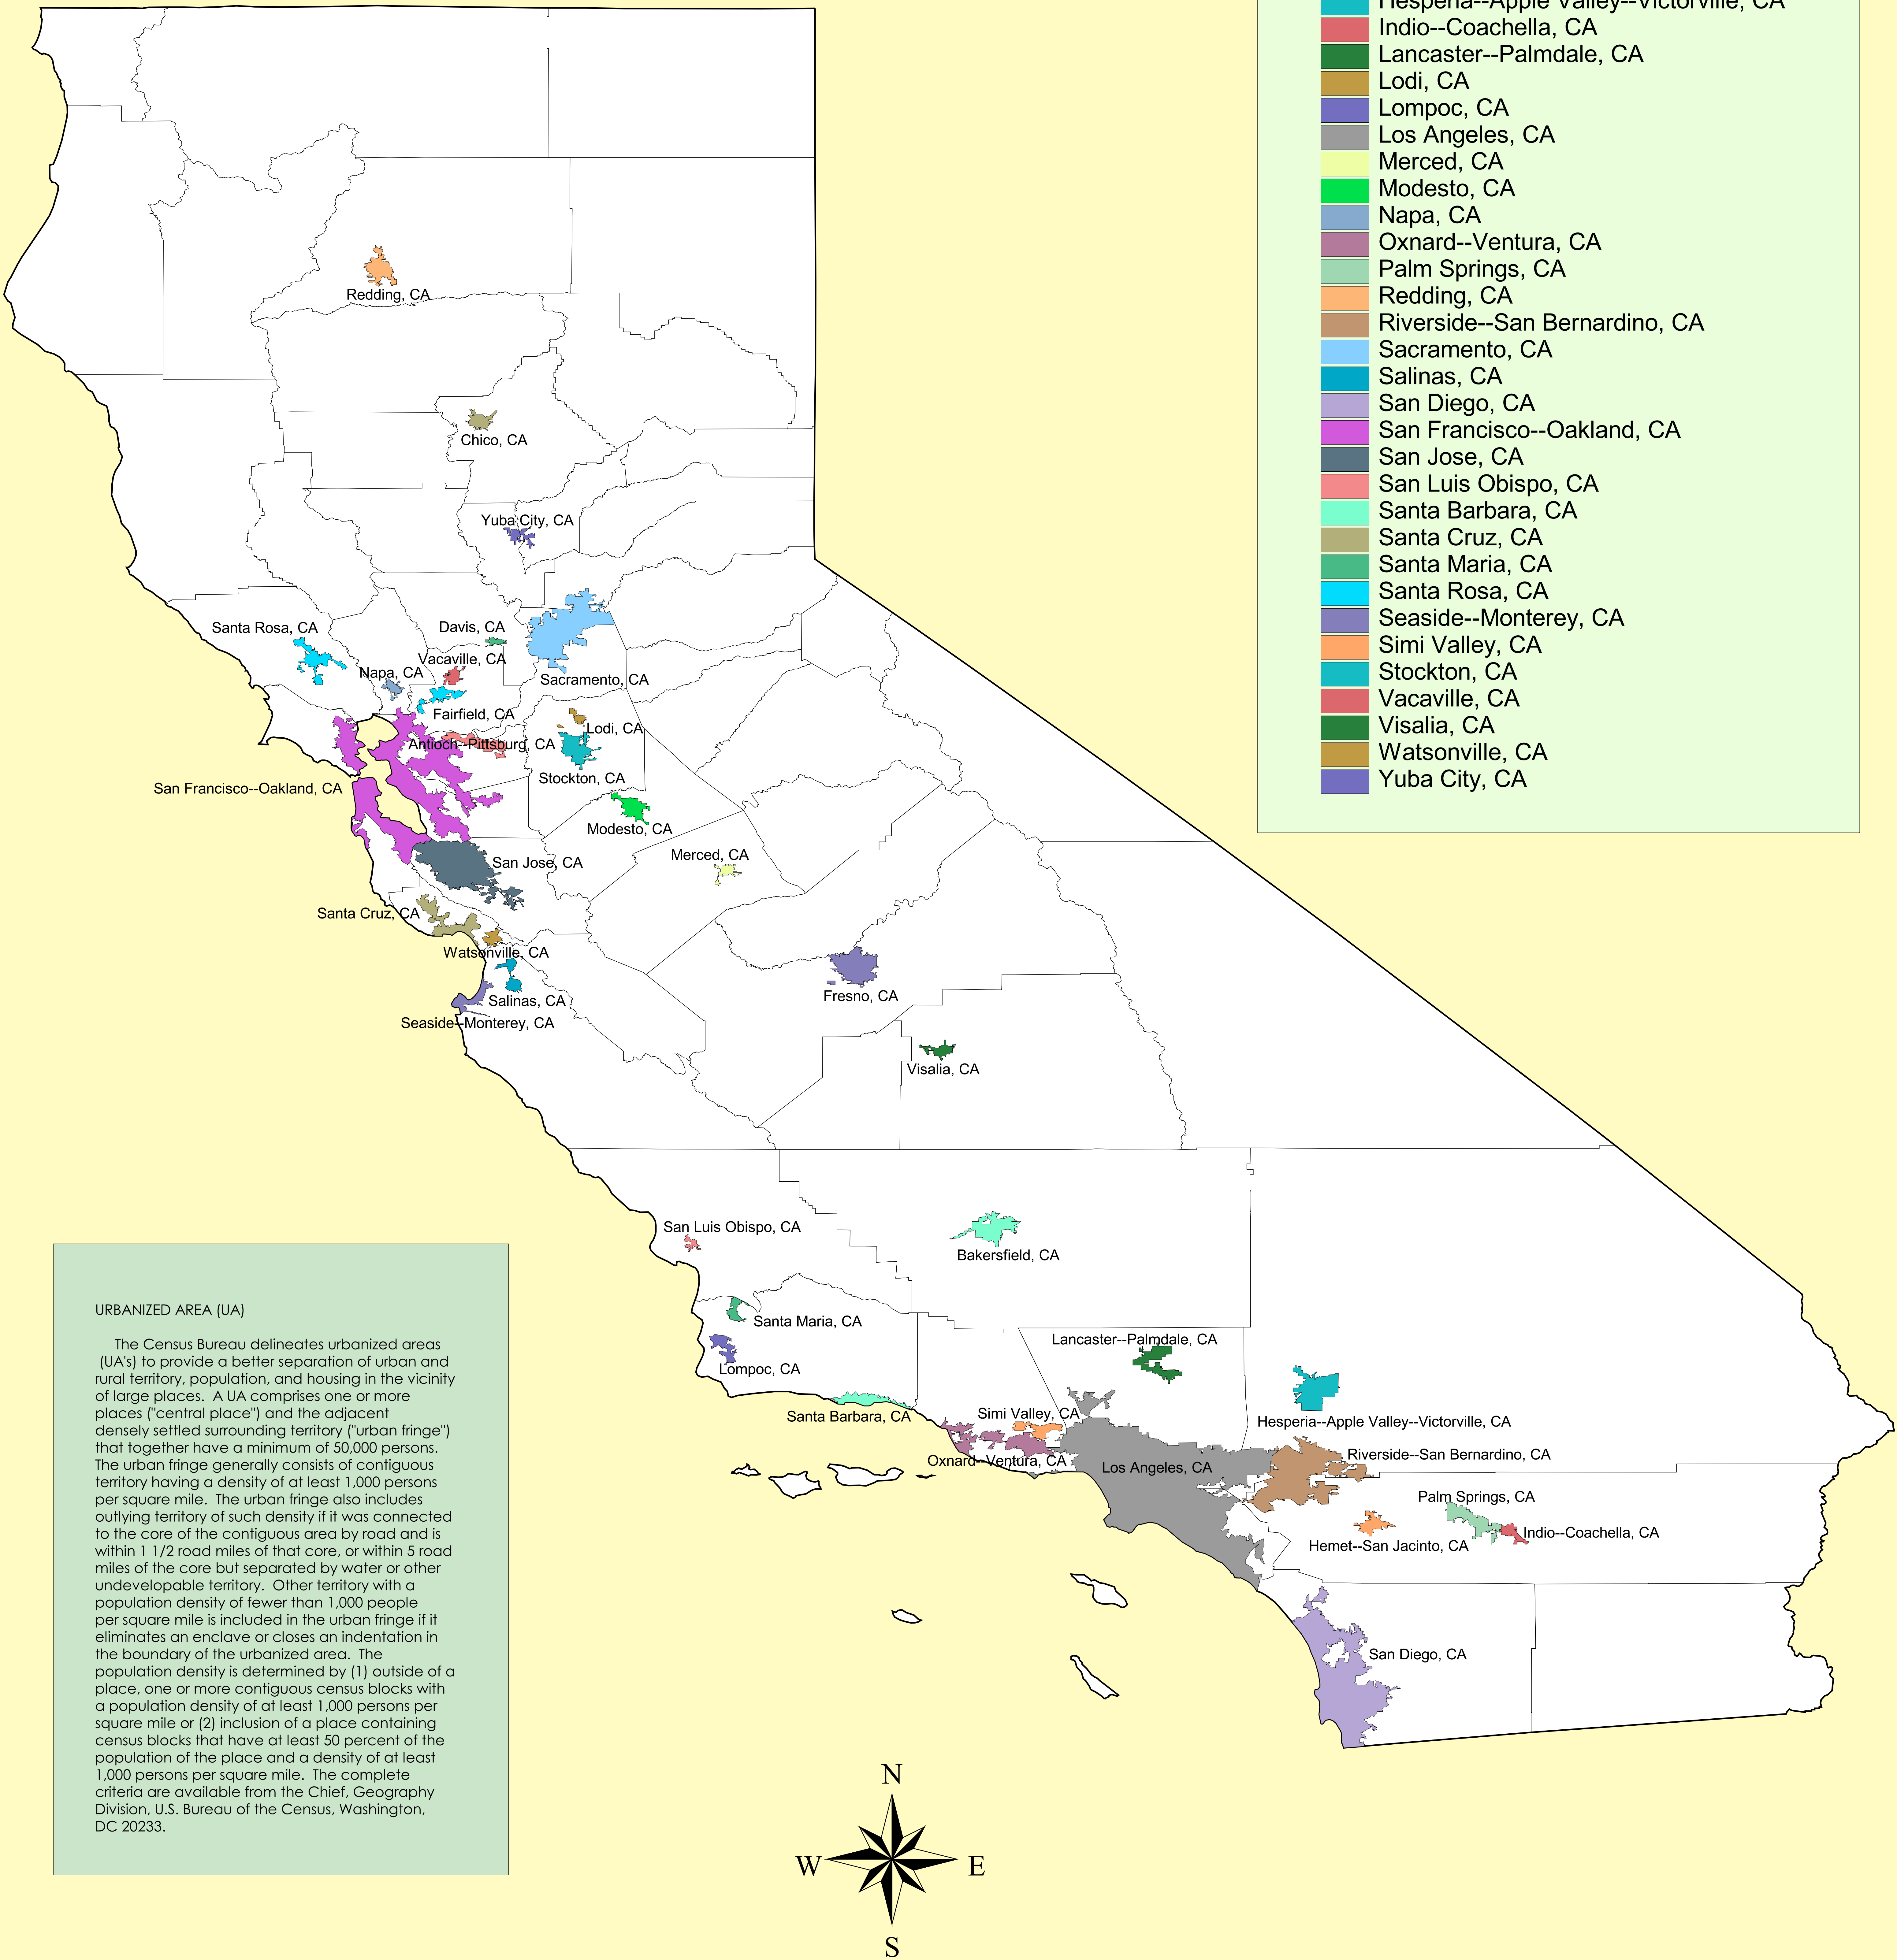 Hesperia--Apple Valley--Victorville, CA
Indio--Coachella, CA
Lancaster--Palmdale, CA
Lodi, CA
Lompoc, CA
Los Angeles, CA
Merced, CA
Modesto, CA
Napa, CA
Oxnard--Ventura, CA
Palm Springs, CA
Redding, CA
Riverside--San Bernardino, CA
Sacramento, CA
Salinas, CA
San Diego, CA
San Francisco--Oakland, CA
San Jose, CA
San Luis Obispo, CA
Santa Barbara, CA
Santa Cruz, CA
Santa Maria, CA
Santa Rosa, CA
Seaside--Monterey, CA
Simi Valley, CA
Stockton, CA
Vacaville, CA
Visalia, CA
Watsonville, CA
Yuba City, CA
Redding, CA
Chico, CA
Yuba City, CA
Santa Rosa, CA
Davis, CA
Vacaville, CA
Napa, CA
Sacramento, CA
Fairfield, CA
Lodi, CA
Antioch--Pittsburg, CA
Stockton, CA
San Francisco--Oakland, CA
Modesto, CA
Merced, CA
San Jose, CA
Santa Cruz, CA
Watsonville, CA
Fresno, CA
Salinas, CA
Seaside--Monterey, CA
Visalia, CA
San Luis Obispo, CA
Bakersfield, CA
Santa Maria, CA
Lancaster--Palmdale, CA
Lompoc, CA
Santa Barbara, CA
Simi Valley, CA
Hesperia--Apple Valley--Victorville, CA
Oxnard--Ventura, CA
Los Angeles, CA
Riverside--San Bernardino, CA
Palm Springs, CA
Indio--Coachella, CA
Hemet--San Jacinto, CA
San Diego, CA
URBANIZED AREA (UA)
The Census Bureau delineates urbanized areas
(UA's) to provide a better separation of urban and
rural territory, population, and housing in the vicinity
of large places. A UA comprises one or more
places ("central place") and the adjacent
densely settled surrounding territory ("urban fringe")
that together have a minimum of 50,000 persons.
The urban fringe generally consists of contiguous
territory having a density of at least 1,000 persons
per square mile. The urban fringe also includes
outlying territory of such density if it was connected
to the core of the contiguous area by road and is
within 1 1/2 road miles of that core, or within 5 road
miles of the core but separated by water or other
undevelopable territory. Other territory with a
population density of fewer than 1,000 people
per square mile is included in the urban fringe if it
eliminates an enclave or closes an indentation in
the boundary of the urbanized area. The
population density is determined by (1) outside of a
place, one or more contiguous census blocks with
a population density of at least 1,000 persons per
square mile or (2) inclusion of a place containing
census blocks that have at least 50 percent of the
population of the place and a density of at least
1,000 persons per square mile. The complete
criteria are available from the Chief, Geography
Division, U.S. Bureau of the Census, Washington,
DC 20233.
N
W
E
S